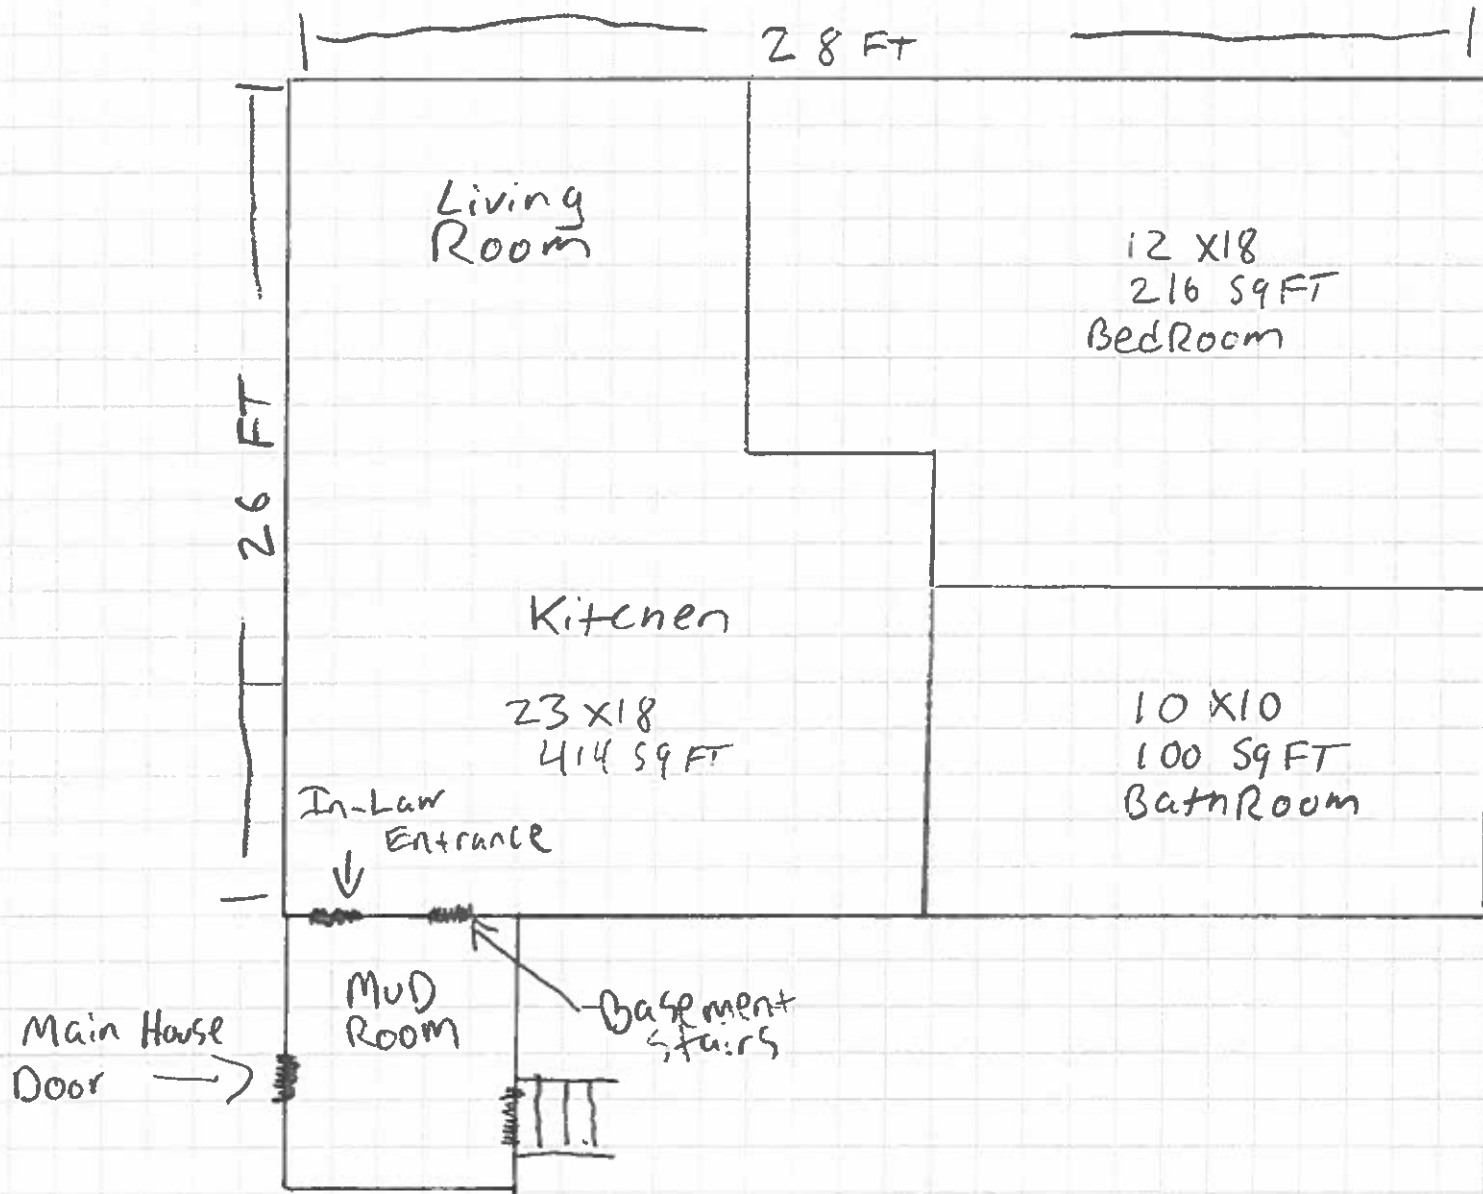 28 FT
26 FT
Living
Room
12 X18
216 SqFT
BedRoom
Kitchen
23 X18
414 SqFT
10 X10
100 SqFT
BathRoom
In-Law
Entrance
MUD
ROOM
Basement
stairs
Main House
Door